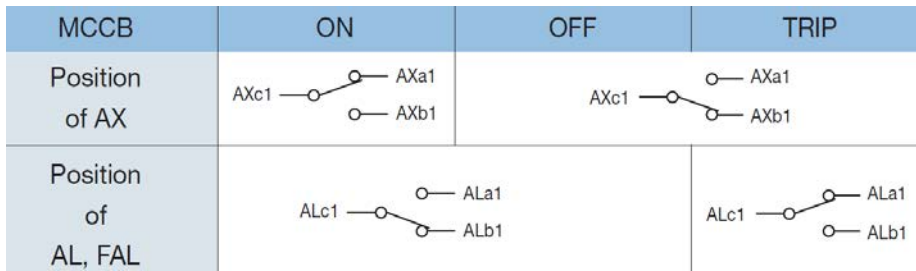 MCCB ON OFF TRIP
Position
of AX
AXc1 AXa1
AXb1
AXc1 AXa1
AXb1
Position
of
AL, FAL
ALc1 ALa1
ALb1
ALc1 ALa1
ALb1